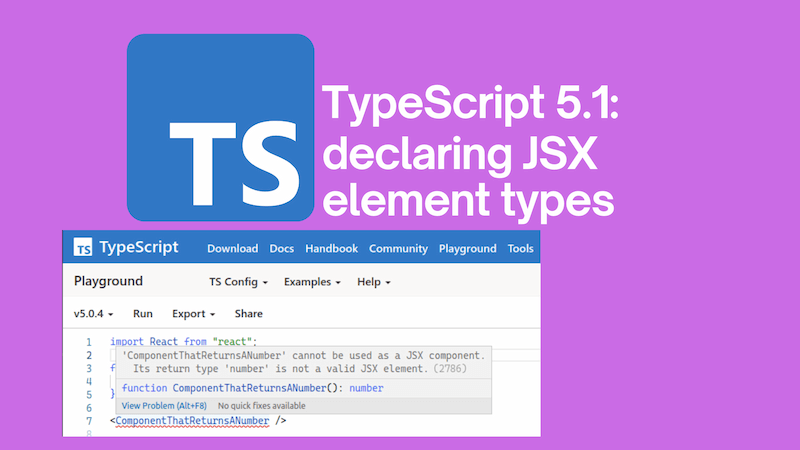 TS
TypeScript 5.1:
declaring JSX
element types
TS TypeScript Download Docs Handbook Community Playground Tools
Playground TS Config Examples Help
v5.0.4 Run Export Share
1 import React from "react";
2 'ComponentThatReturnsANumber' cannot be used as a JSX component.
3 f Its return type 'number' is not a valid JSX element. (2786)
4 function ComponentThatReturnsANumber(): number
5 }
View Problem (Alt+F8) No quick fixes available
6
7 <ComponentThatReturnsANumber />
8